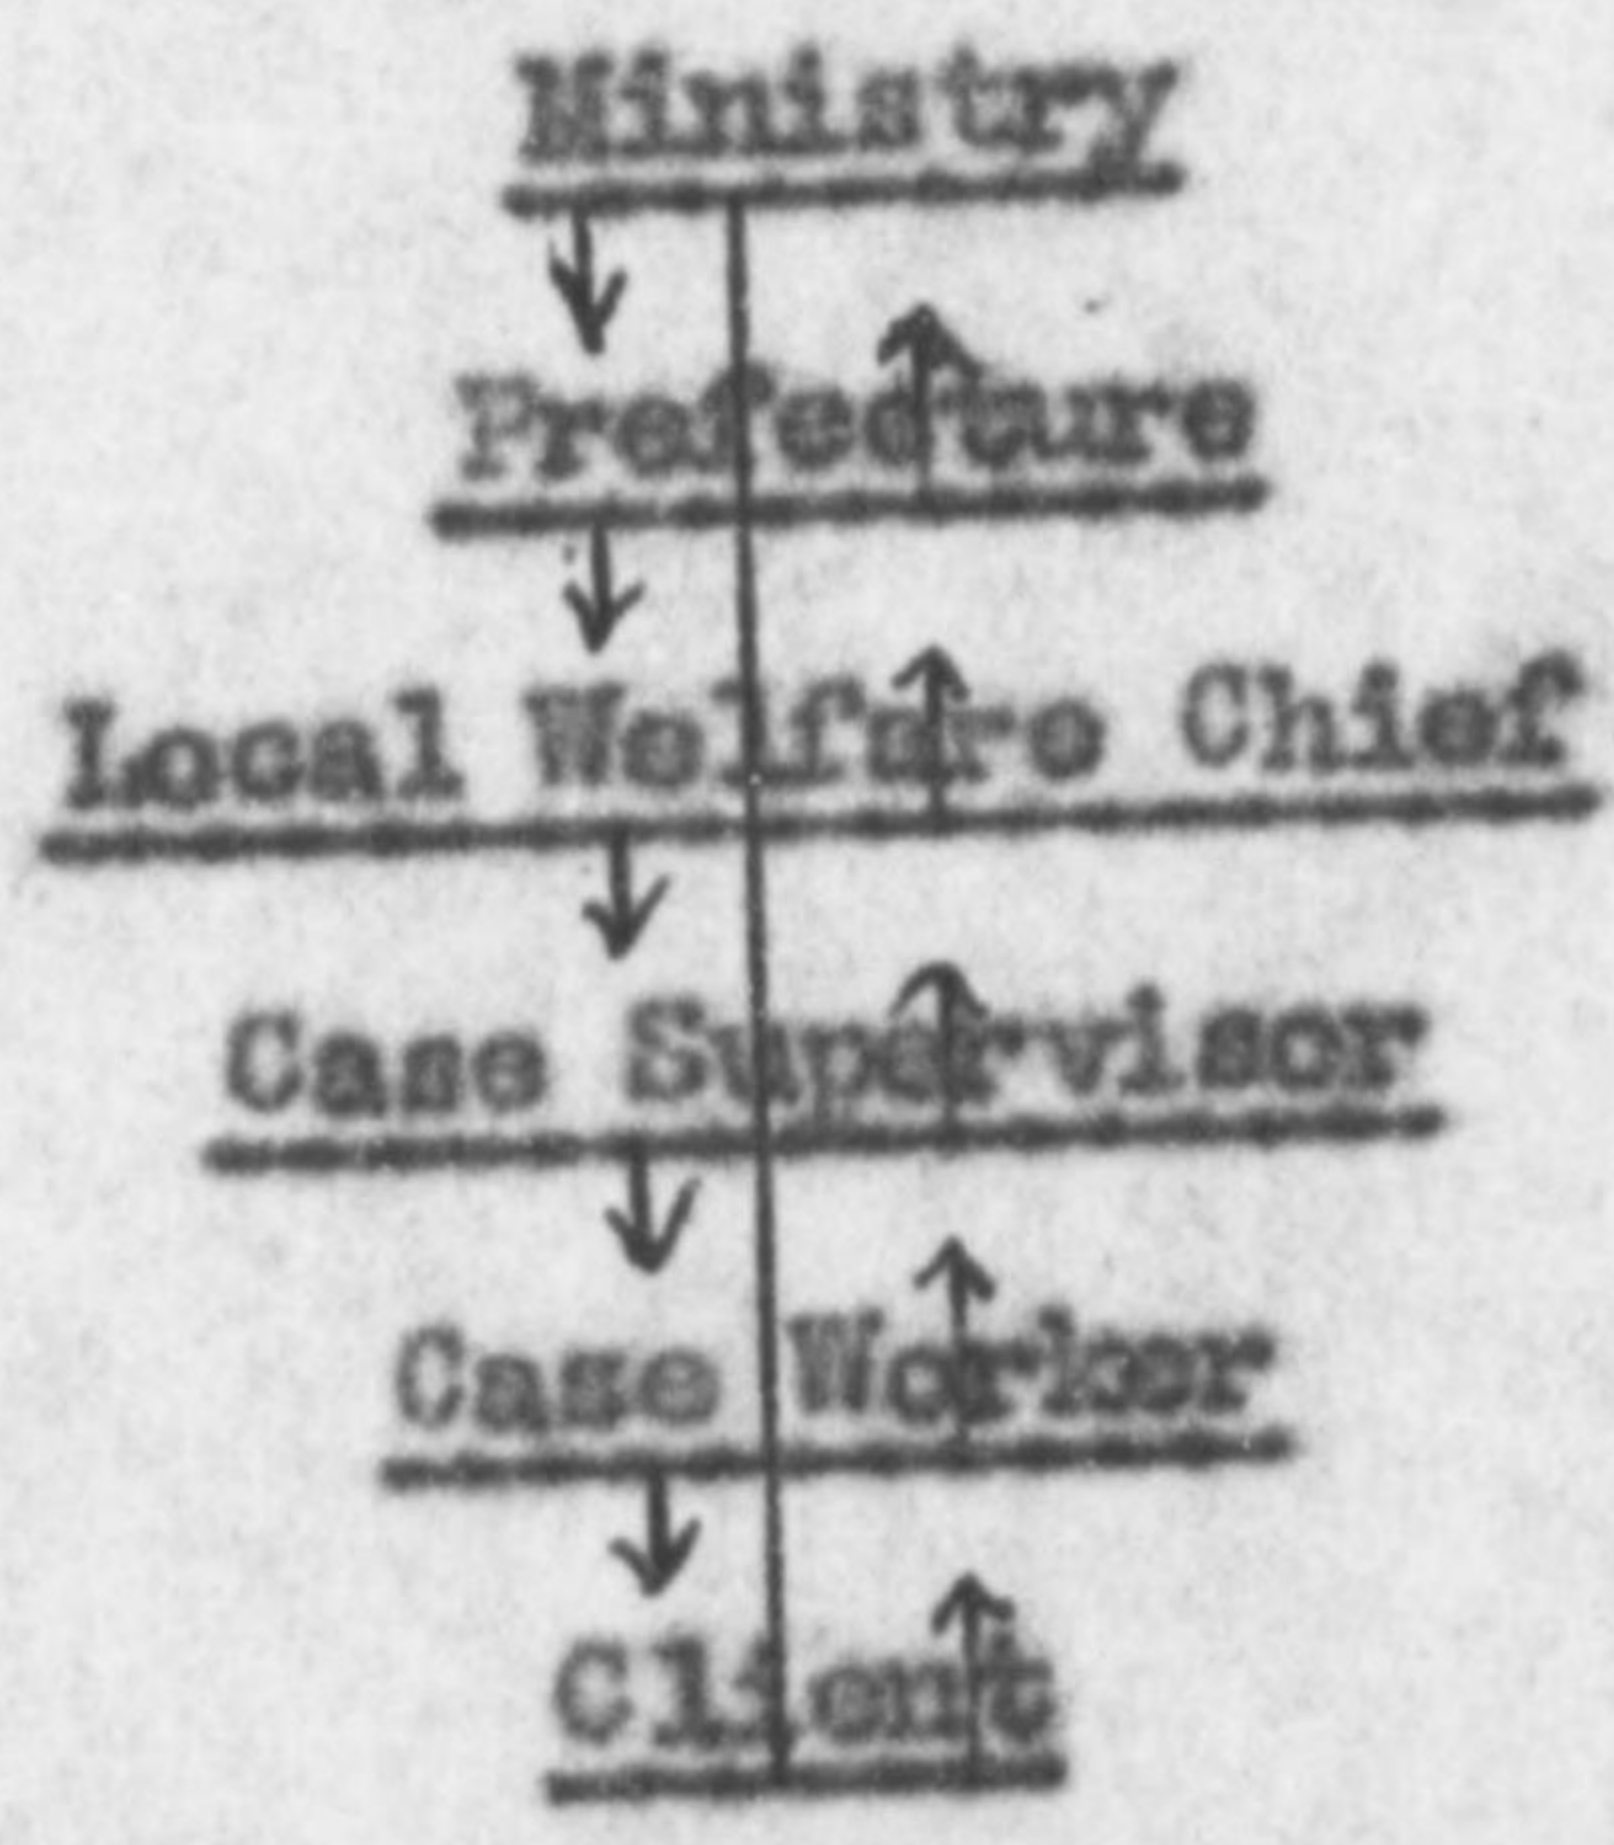 Ministry
Prefecture
Local Welfare Chief
Case Supervisor
Case Worker
Client